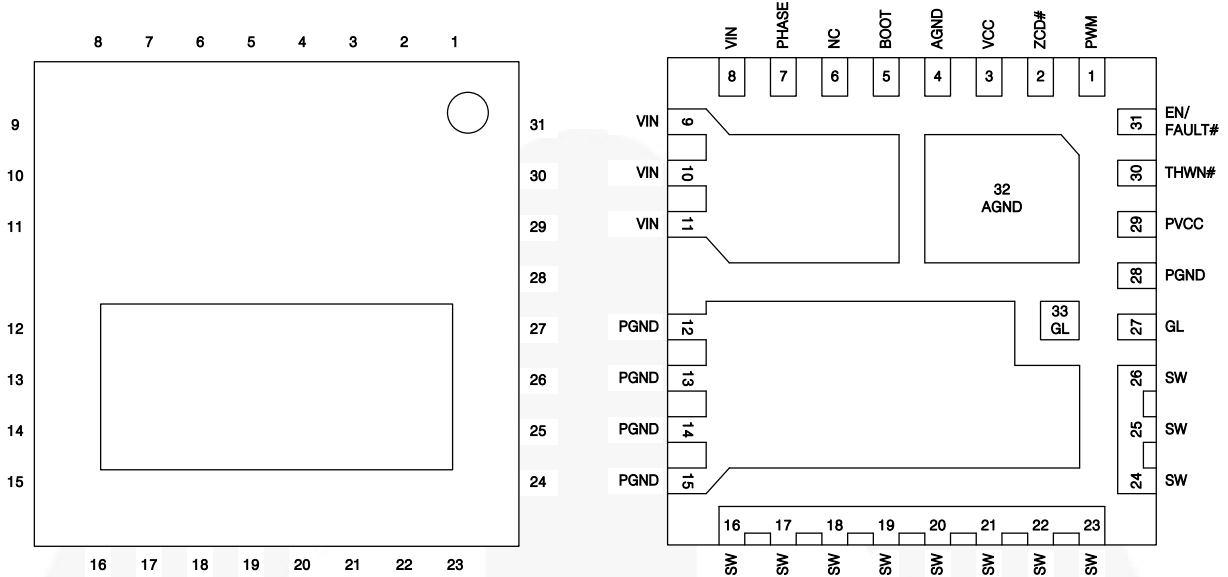 8 7 6 5 4 3 2 1
9
10
11
12
13
14
15
31
30
29
28
27
26
25
24
16 17 18 19 20 21 22 23
VIN PHASE NC BOOT AGND VCC ZCD# PWM
8 7 6 5 4 3 2 1
VIN 9
VIN 10
VIN 11
PGND 12
PGND 13
PGND 14
PGND 15
32
AGND
33
GL
31 EN/
FAULT#
30 THWN#
29 PVCC
28 PGND
27 GL
26 SW
25 SW
24 SW
16 17 18 19 20 21 22 23
SW SW SW SW SW SW SW SW